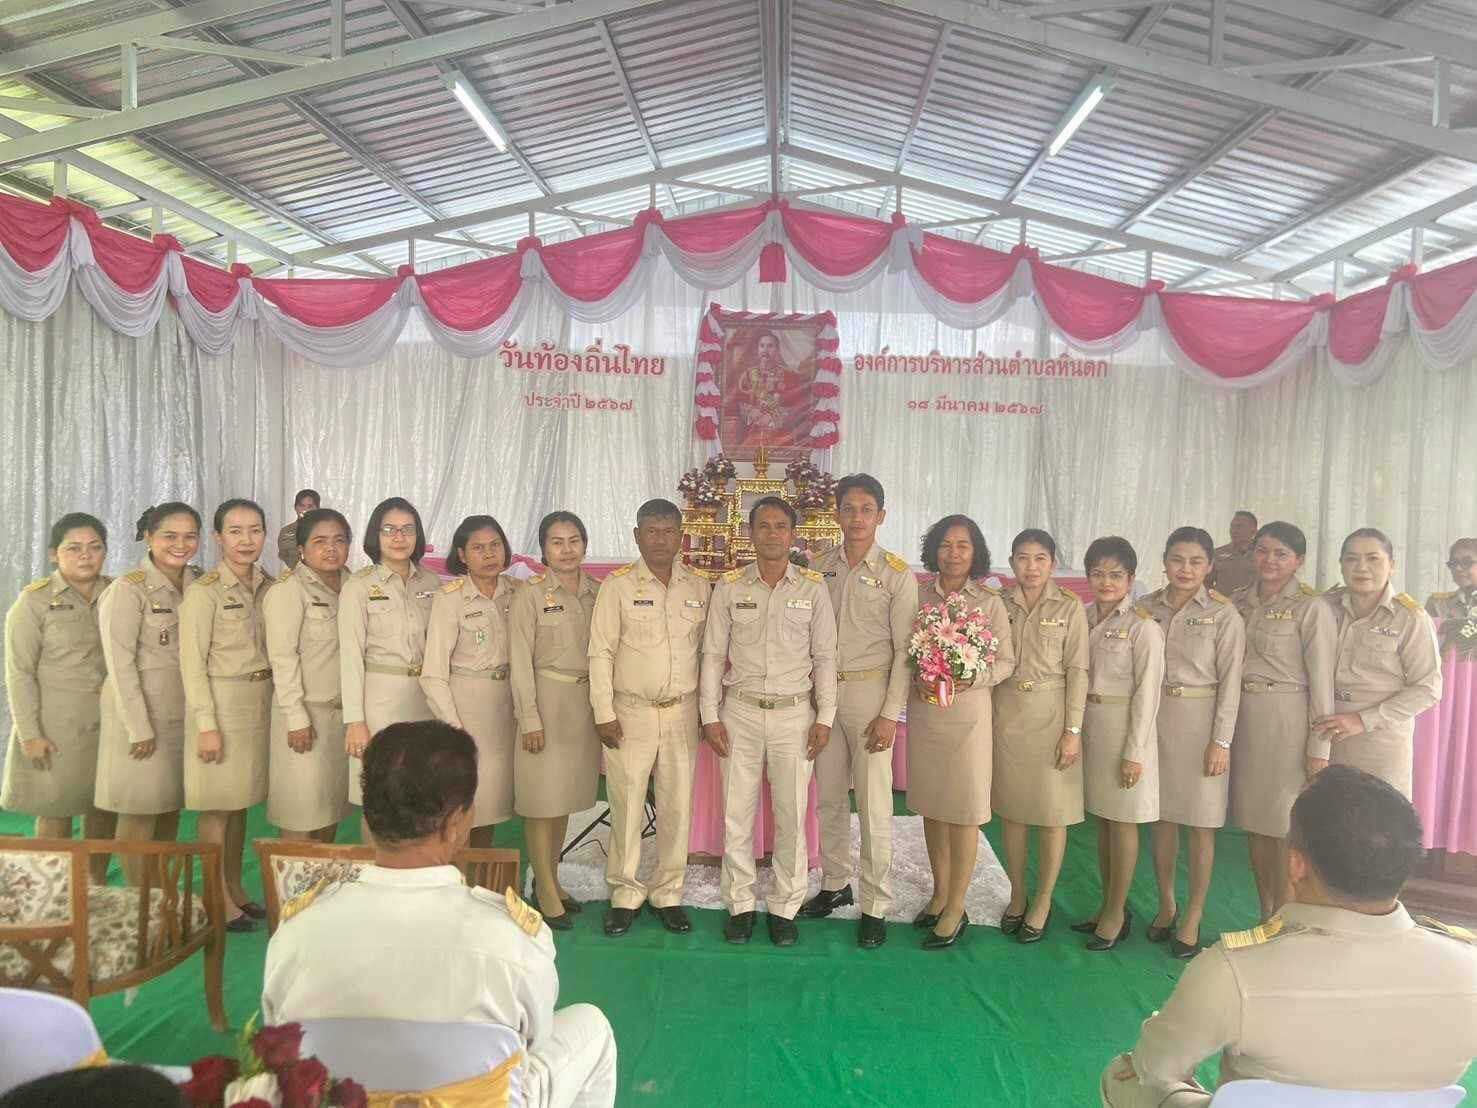 วันท้องถิ่นไทย
ประจำปี ๒๕๖๗
องค์การบริหารส่วนตำบลหินตก
๑๘ มีนาคม ๒๕๖๗